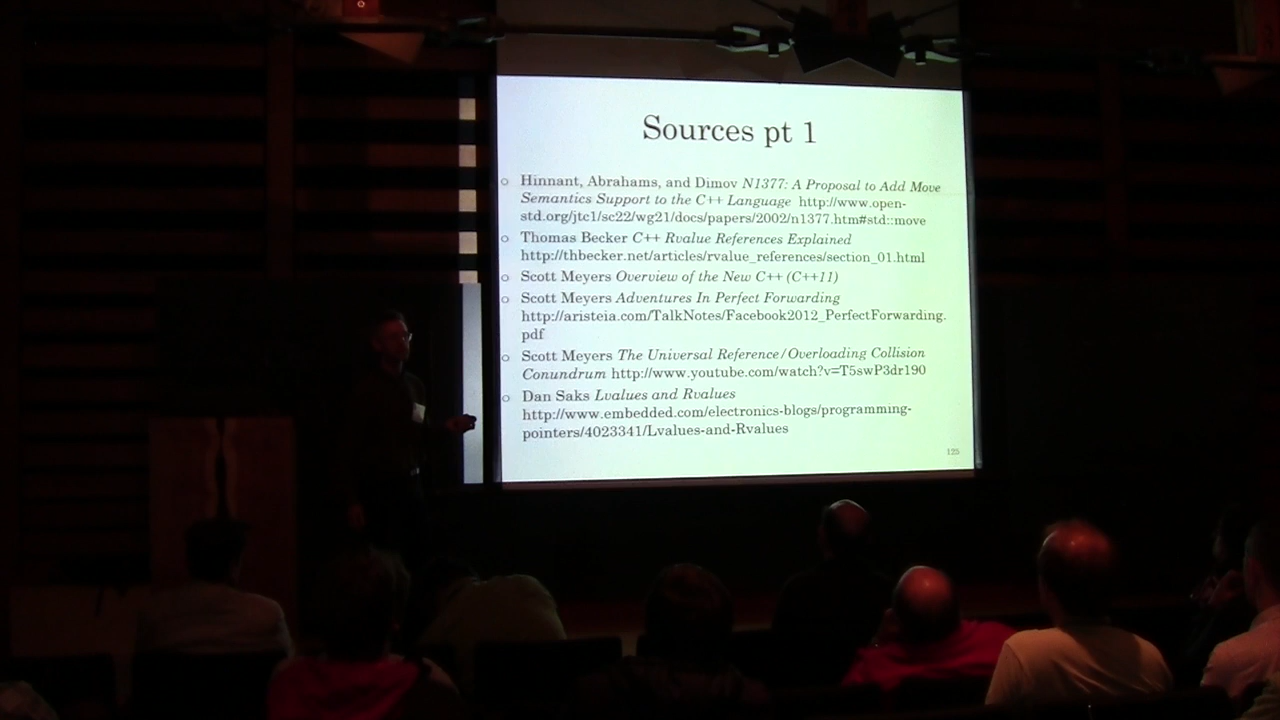 Sources pt 1
Hinnant, Abrahams, and Dimov N1377: A Proposal to Add Move
Semantics Support to the C++ Language http://www.open-
std.org/jtc1/sc22/wg21/docs/papers/2002/n1377.htm#std::move
Thomas Becker C++ Rvalue References Explained
http://thbecker.net/articles/rvalue_references/section_01.html
Scott Meyers Overview of the New C++ (C++11)
Scott Meyers Adventures In Perfect Forwarding
http://aristeia.com/TalkNotes/Facebook2012_PerfectForwarding.
pdf
Scott Meyers The Universal Reference/Overloading Collision
Conundrum http://www.youtube.com/watch?v=T5swP3dr190
Dan Saks Lvalues and Rvalues
http://www.embedded.com/electronics-blogs/programming-
pointers/4023341/Lvalues-and-Rvalues
125